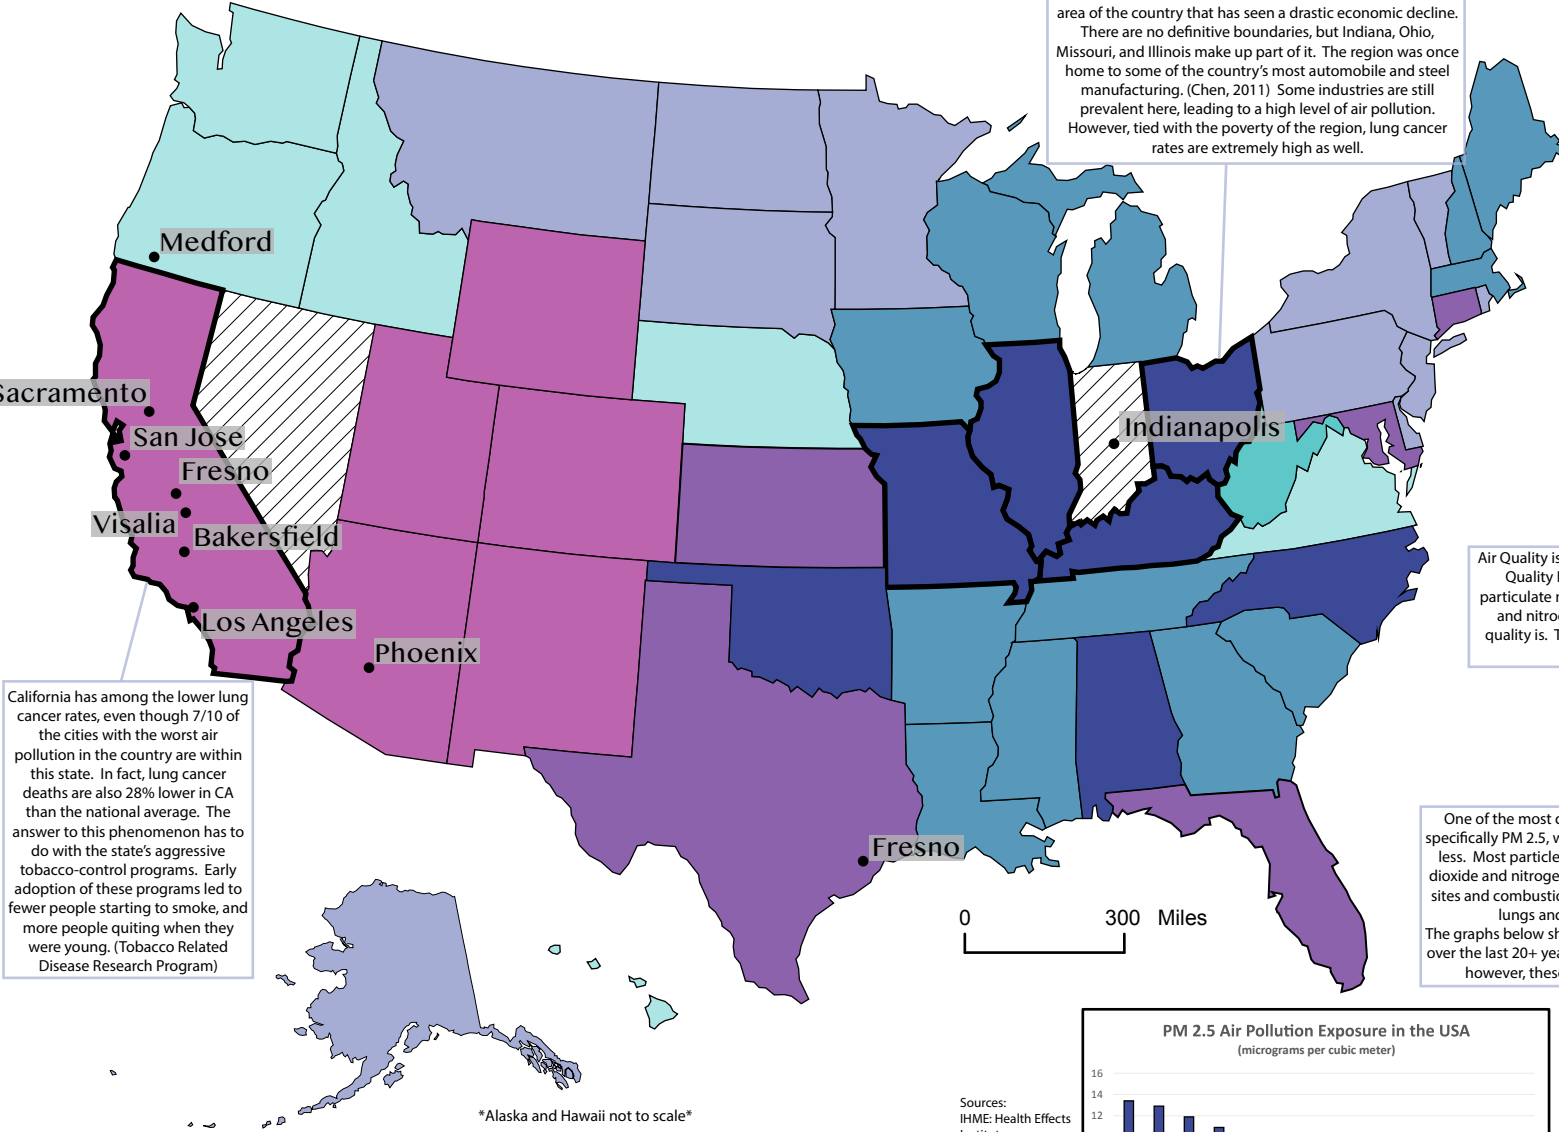 area of the country that has seen a drastic economic decline.
There are no definitive boundaries, but Indiana, Ohio,
Missouri, and Illinois make up part of it. The region was once
home to some of the country's most automobile and steel
manufacturing. (Chen, 2011) Some industries are still
prevalent here, leading to a high level of air pollution.
However, tied with the poverty of the region, lung cancer
rates are extremely high as well.
Medford
Sacramento
San Jose
Fresno
Visalia
Bakersfield
Los Angeles
Phoenix
Indianapolis
Fresno
Air Quality is
Quality
particulate
and
quality is.
California has among the lower lung
cancer rates, even though 7/10 of
the cities with the worst air
pollution in the country are within
this state. In fact, lung cancer
deaths are also 28% lower in CA
than the national average. The
answer to this phenomenon has to
do with the state's aggressive
tobacco-control programs. Early
adoption of these programs led to
fewer people starting to smoke, and
more people quiting when they
were young. (Tobacco Related
Disease Research Program)
One of the most
specifically PM 2.5,
less. Most
dioxide and
sites and
lungs and
The graphs below
over the last 20+
however,
0 300 Miles
*Alaska and Hawaii not to scale*
Sources:
IHME: Health Effects
PM 2.5 Air Pollution Exposure in the USA
(micrograms per cubic meter)
16
14
12